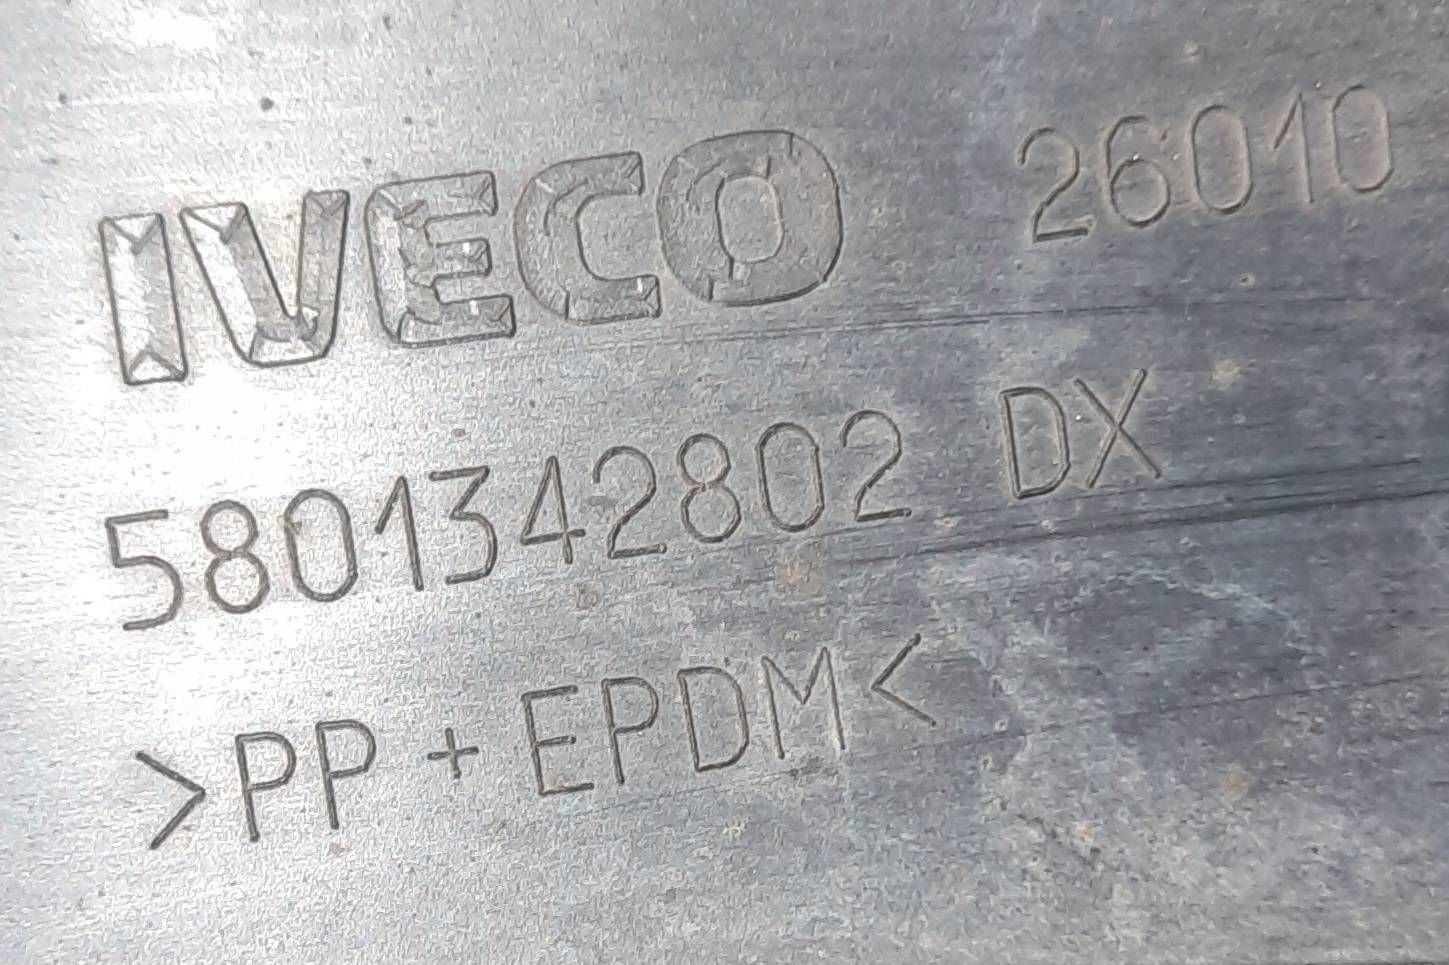 IVECO 26010
5801342802 DX
>PP + EPDM<